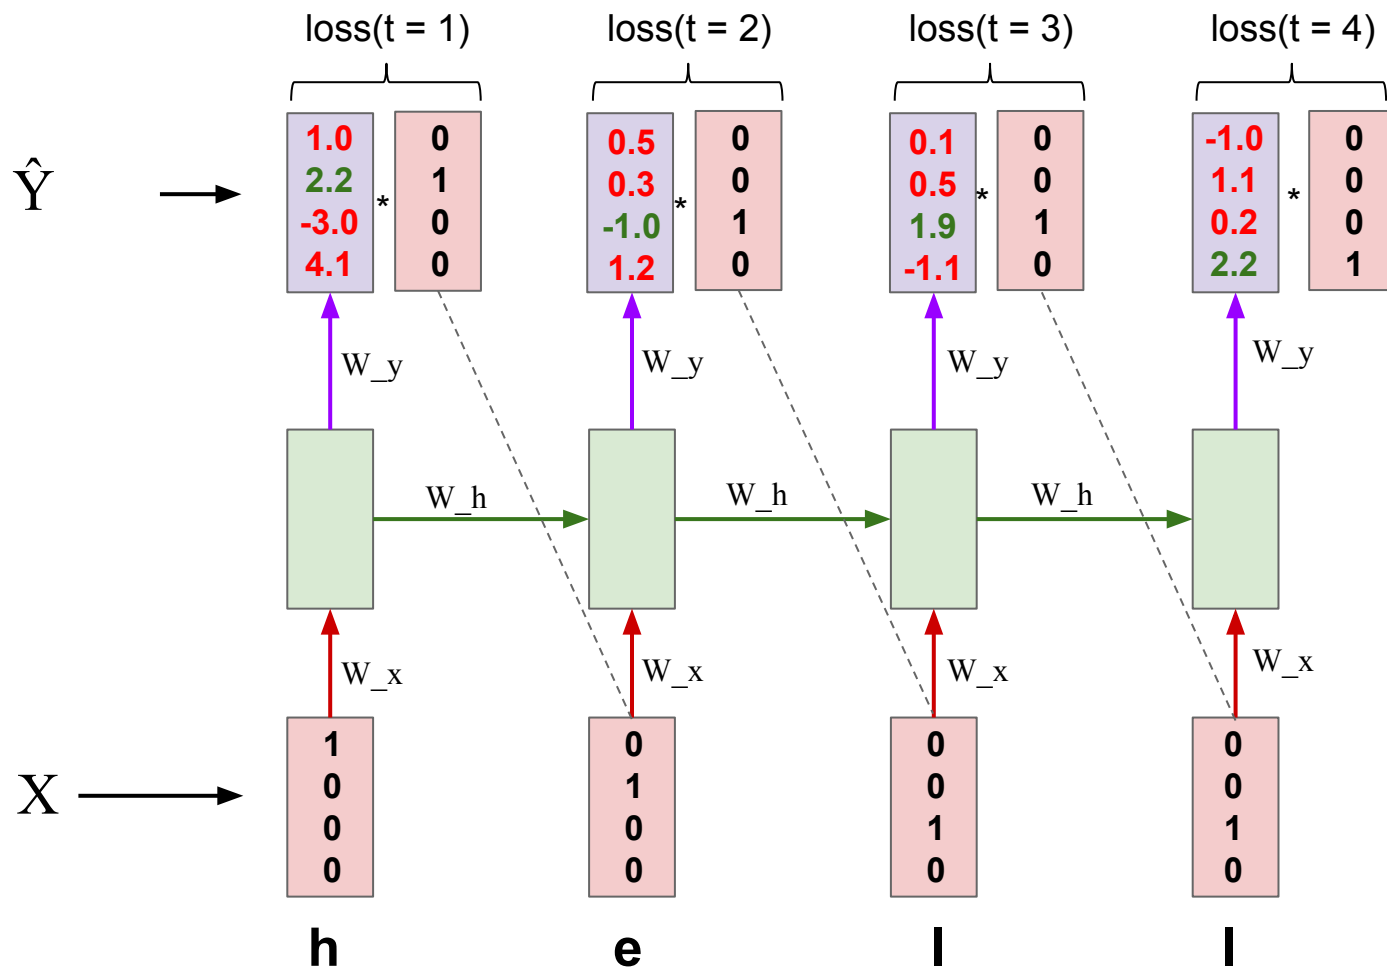 loss(t = 1) loss(t = 2) loss(t = 3) loss(t = 4)
Ŷ
1.0 0 0.5 0 0.1 0 -1.0 0
2.2 * 1 0.3 * 0 0.5 * 0 1.1 * 0
-3.0 0 -1.0 1 1.9 1 0.2 0
4.1 0 1.2 0 -1.1 0 2.2 1
W_y W_y W_y W_y
W_h W_h W_h
W_x W_x W_x W_x
X
1 0 0 0
0 1 0 0
0 0 1 1
0 0 0 0
h e l l